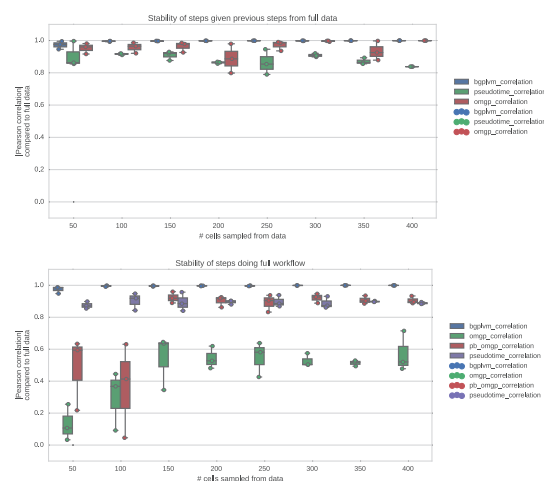 Stability of steps given previous steps from full data
1.0
0.8
0.6
0.4
0.2
0.0
|Pearson correlation|
compared to full data
50 100 150 200 250 300 350 400
# cells sampled from data
bgplvm_correlation
pseudotime_correlation
omgp_correlation
bgplvm_correlation
pseudotime_correlation
omgp_correlation
Stability of steps doing full workflow
1.0
0.8
0.6
0.4
0.2
0.0
|Pearson correlation|
compared to full data
50 100 150 200 250 300 350 400
# cells sampled from data
bgplvm_correlation
omgp_correlation
pb_omgp_correlation
pseudotime_correlation
bgplvm_correlation
omgp_correlation
pb_omgp_correlation
pseudotime_correlation